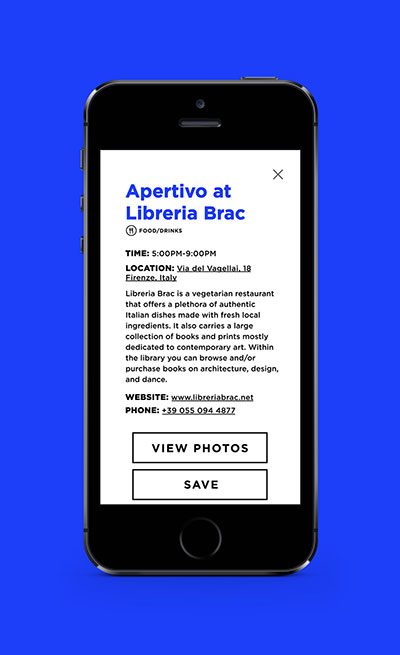 Apertivo at
Libreria Brac
FOOD/DRINKS
TIME: 5:00PM-9:00PM
LOCATION: Via del Vagellai, 18
Firenze, Italy
Libreria Brac is a vegetarian restaurant
that offers a plethora of authentic
Italian dishes made with fresh local
ingredients. It also carries a large
collection of books and prints mostly
dedicated to contemporary art. Within
the library you can browse and/or
purchase books on architecture, design,
and dance.
WEBSITE: www.libreriabrac.net
PHONE: +39 055 094 4877
VIEW PHOTOS
SAVE